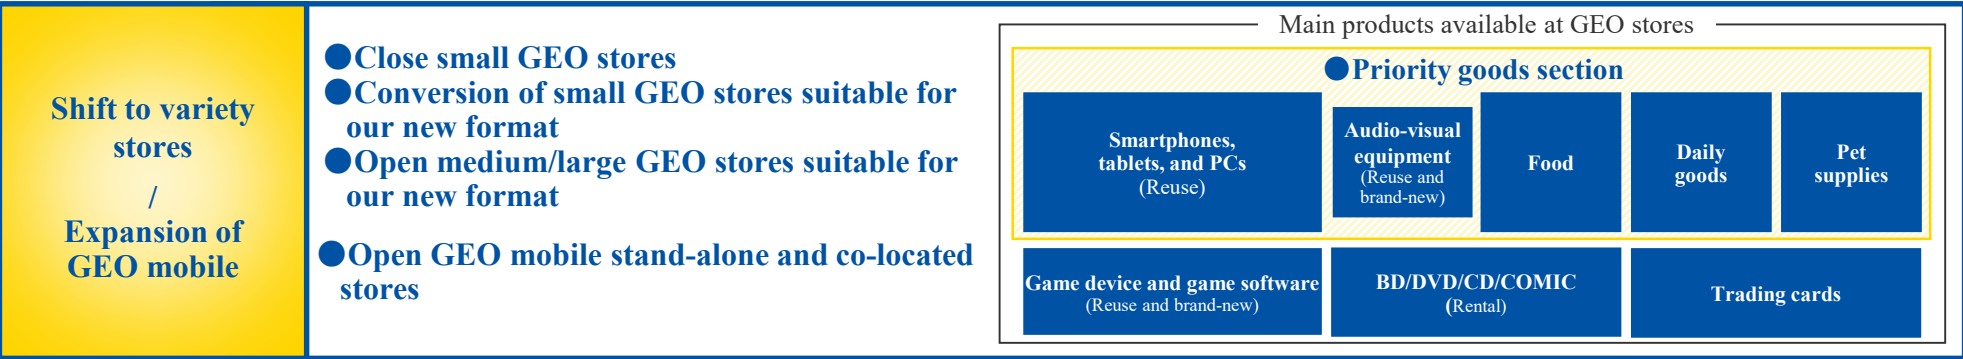 Shift to variety
stores
/
Expansion of
GEO mobile
●Close small GEO stores
●Conversion of small GEO stores suitable for
our new format
●Open medium/large GEO stores suitable for
our new format
●Open GEO mobile stand-alone and co-located
stores
Main products available at GEO stores
●Priority goods section
Smartphones,
tablets, and PCs
(Reuse)
Audio-visual
equipment
(Reuse and
brand-new)
Food
Daily
goods
Pet
supplies
Game device and game software
(Reuse and brand-new)
BD/DVD/CD/COMIC
(Rental)
Trading cards